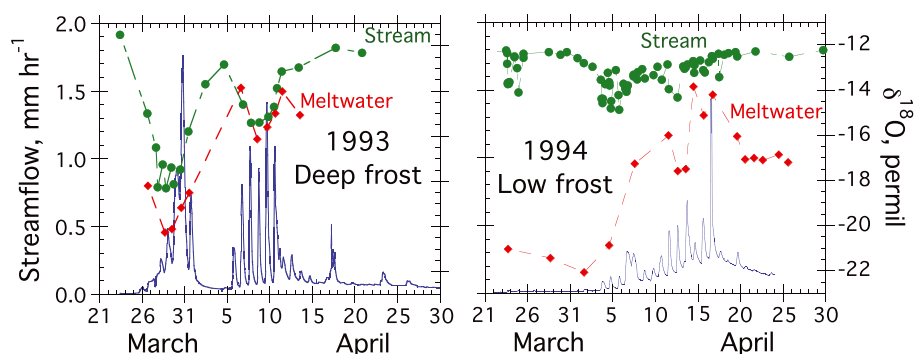 2.0
1.5
1.0
0.5
0.0
Streamflow, mm hr⁻¹
Stream
Meltwater
1993
Deep frost
21 26 31 5 10 15 20 25 30
March April
Stream
Meltwater
1994
Low frost
21 26 31 5 10 15 20 25 30
March April
-12
-14
-16
-18
-20
-22
δ¹⁸O, permil